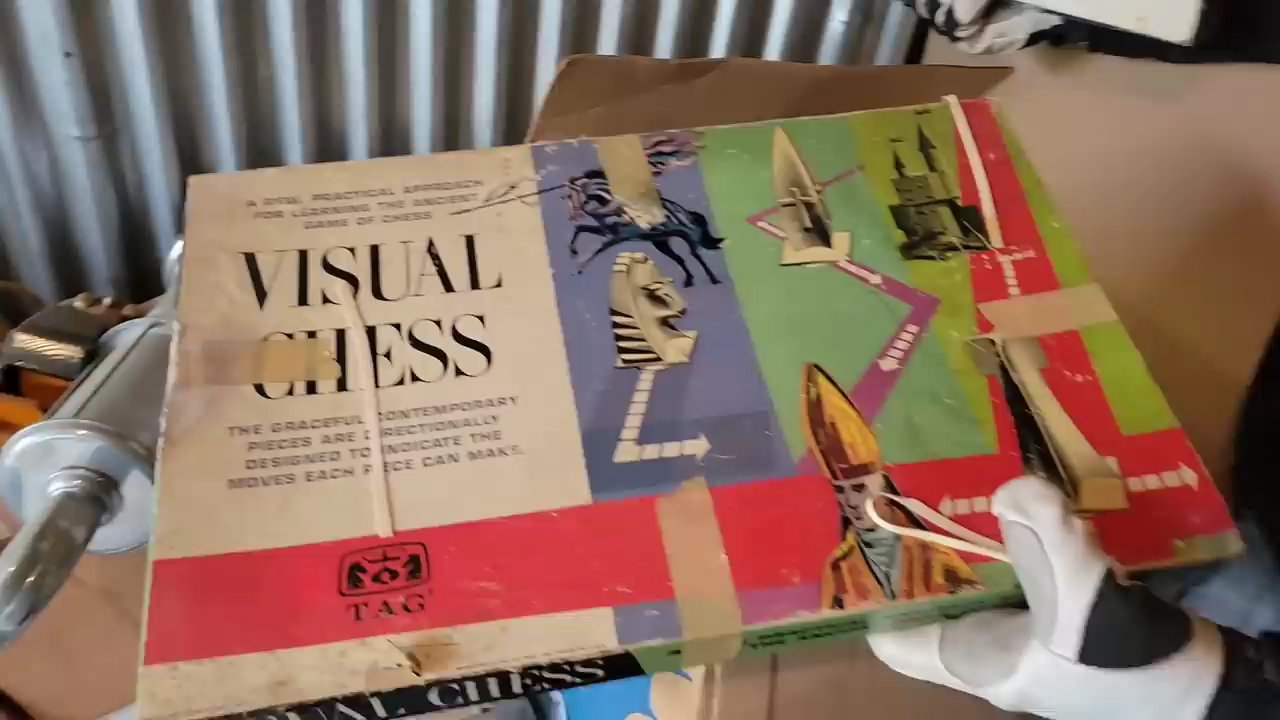 A VITAL PRACTICAL APPROACH
FOR LEARNING THE ANCIENT
GAME OF CHESS
VISUAL
CHESS
THE GRACEFUL CONTEMPORARY
PIECES ARE DIRECTIONALLY
DESIGNED TO INDICATE THE
MOVES EACH PIECE CAN MAKE.
TAG
VISUAL CHESS